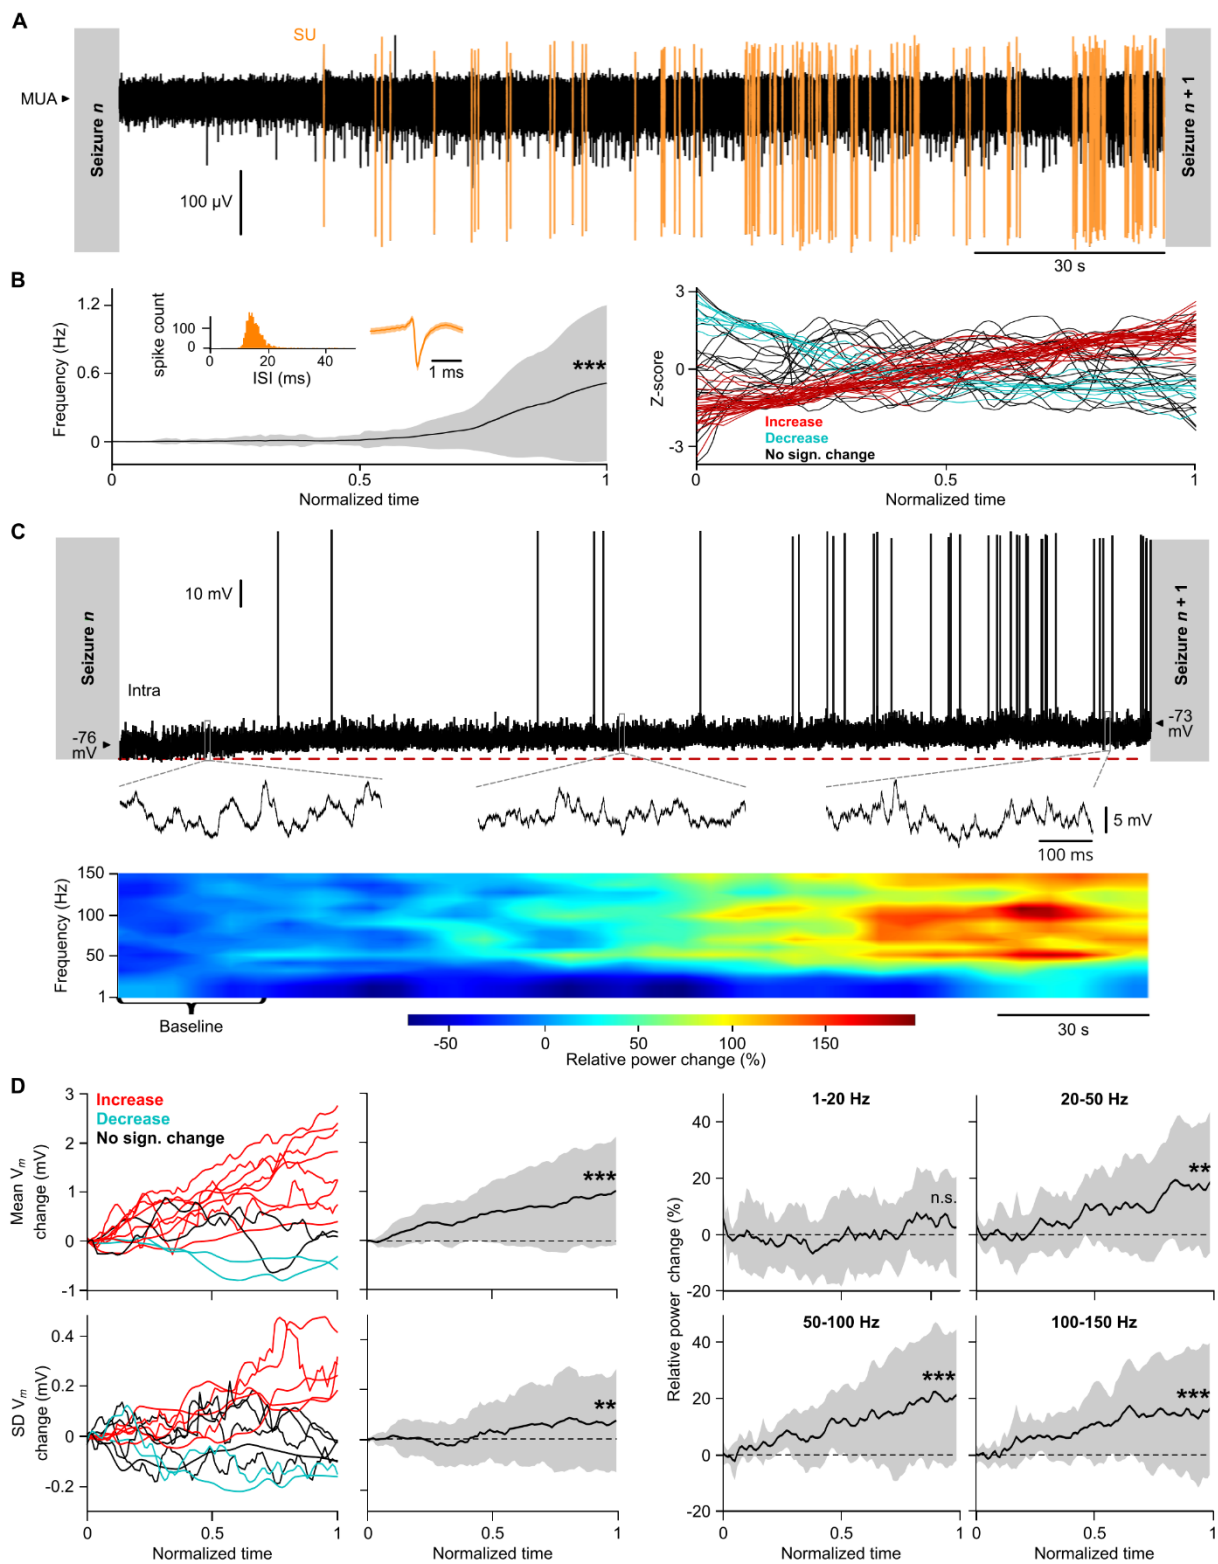 A
SU
MUA
Seizure n
Seizure n + 1
100 µV
30 s
B
Frequency (Hz)
1.2
0.6
0
spike count
100
0
0
20
40
ISI (ms)
1 ms
***
0
0.5
1
Normalized time
Z-score
3
0
-3
Increase
Decrease
No sign. change
0
0.5
1
Normalized time
C
Seizure n
Seizure n + 1
10 mV
Intra
-76
mV
-73
mV
5 mV
100 ms
Frequency (Hz)
150
100
50
1
Baseline
30 s
-50
0
50
100
150
Relative power change (%)
D
Mean Vm
change (mV)
3
2
1
0
-1
Increase
Decrease
No sign. change
***
Relative power change (%)
1-20 Hz
40
20
0
-20
n.s.
20-50 Hz
**
SD Vm
change (mV)
0.4
0.2
0
-0.2
0
0.5
1
Normalized time
**
0
0.5
1
Normalized time
50-100 Hz
40
20
0
-20
***
0
0.5
1
Normalized time
100-150 Hz
***
0
0.5
1
Normalized time